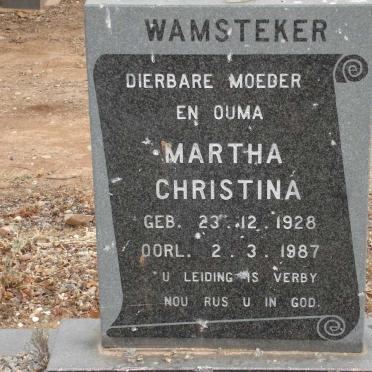 WAMSTEKER
DIERBARE MOEDER
EN OUMA
MARTHA
CHRISTINA
GEB. 23.12.1928
OORL. 2.3.1987
U LEIDING IS VERBY
NOU RUS U IN GOD.